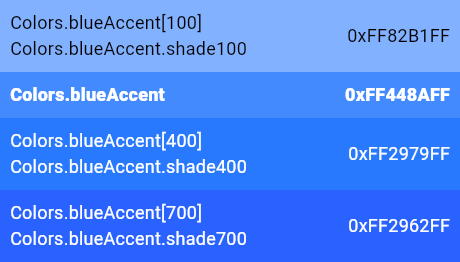 Colors.blueAccent[100]
Colors.blueAccent.shade100
0xFF82B1FF
Colors.blueAccent
0xFF448AFF
Colors.blueAccent[400]
Colors.blueAccent.shade400
0xFF2979FF
Colors.blueAccent[700]
Colors.blueAccent.shade700
0xFF2962FF